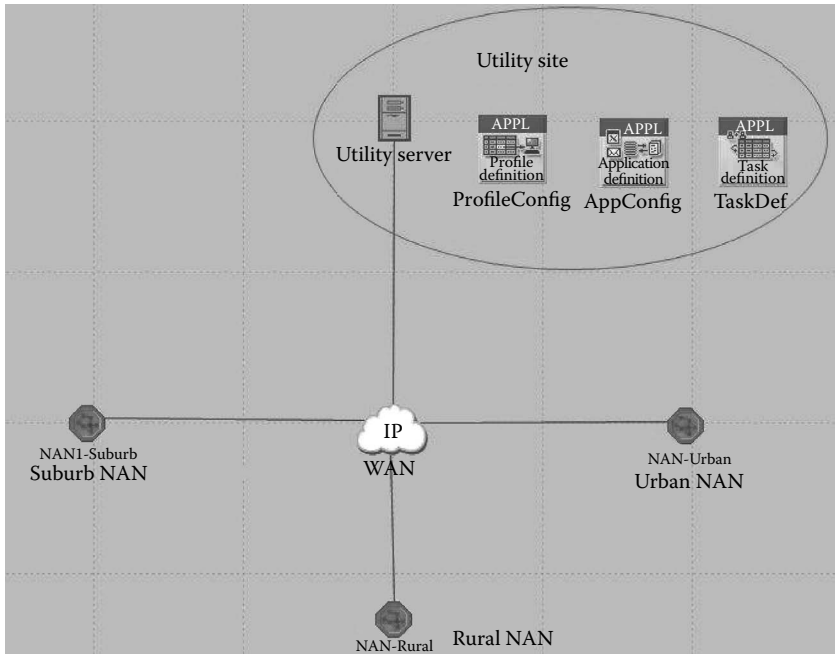 Utility site
Utility server
APPL
Profile
definition
ProfileConfig
APPL
Application
definition
AppConfig
APPL
Task
definition
TaskDef
IP
WAN
NAN1-Suburb
Suburb NAN
NAN-Urban
Urban NAN
NAN-Rural
Rural NAN